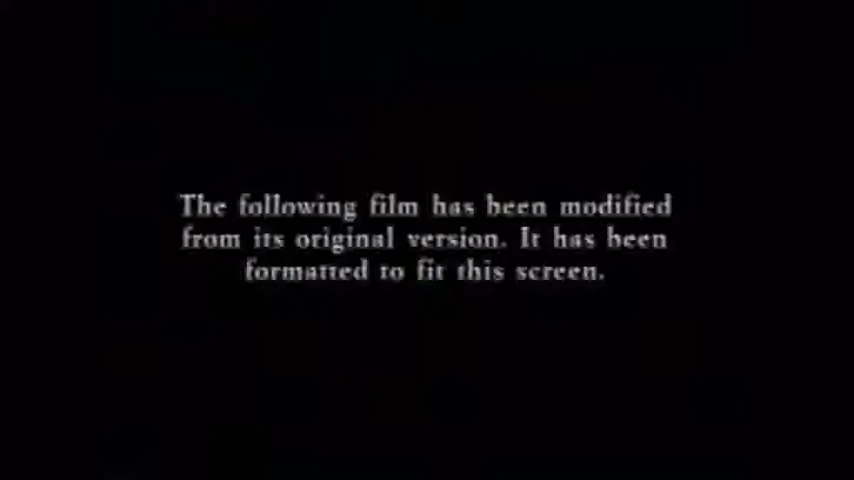 The following film has been modified
from its original version. It has been
formatted to fit this screen.